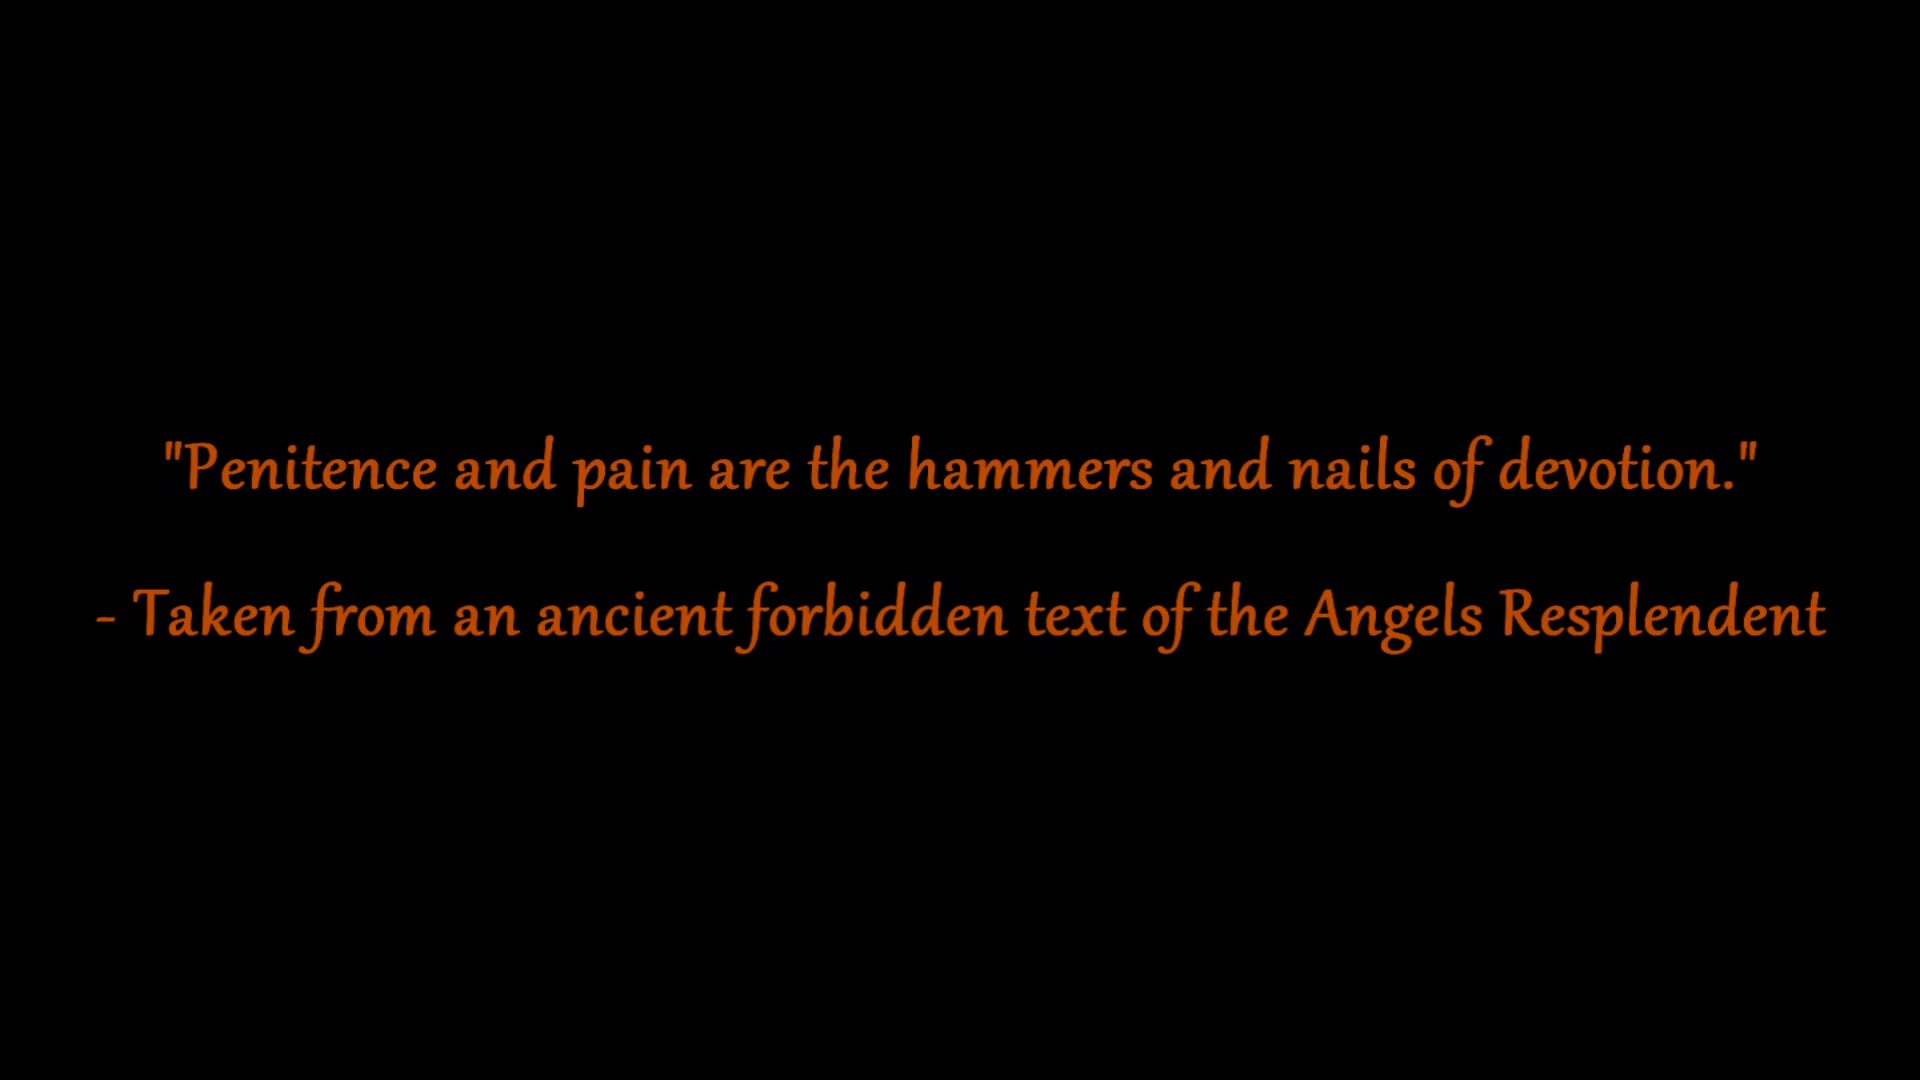 "Penitence and pain are the hammers and nails of devotion."
- Taken from an ancient forbidden text of the Angels Resplendent